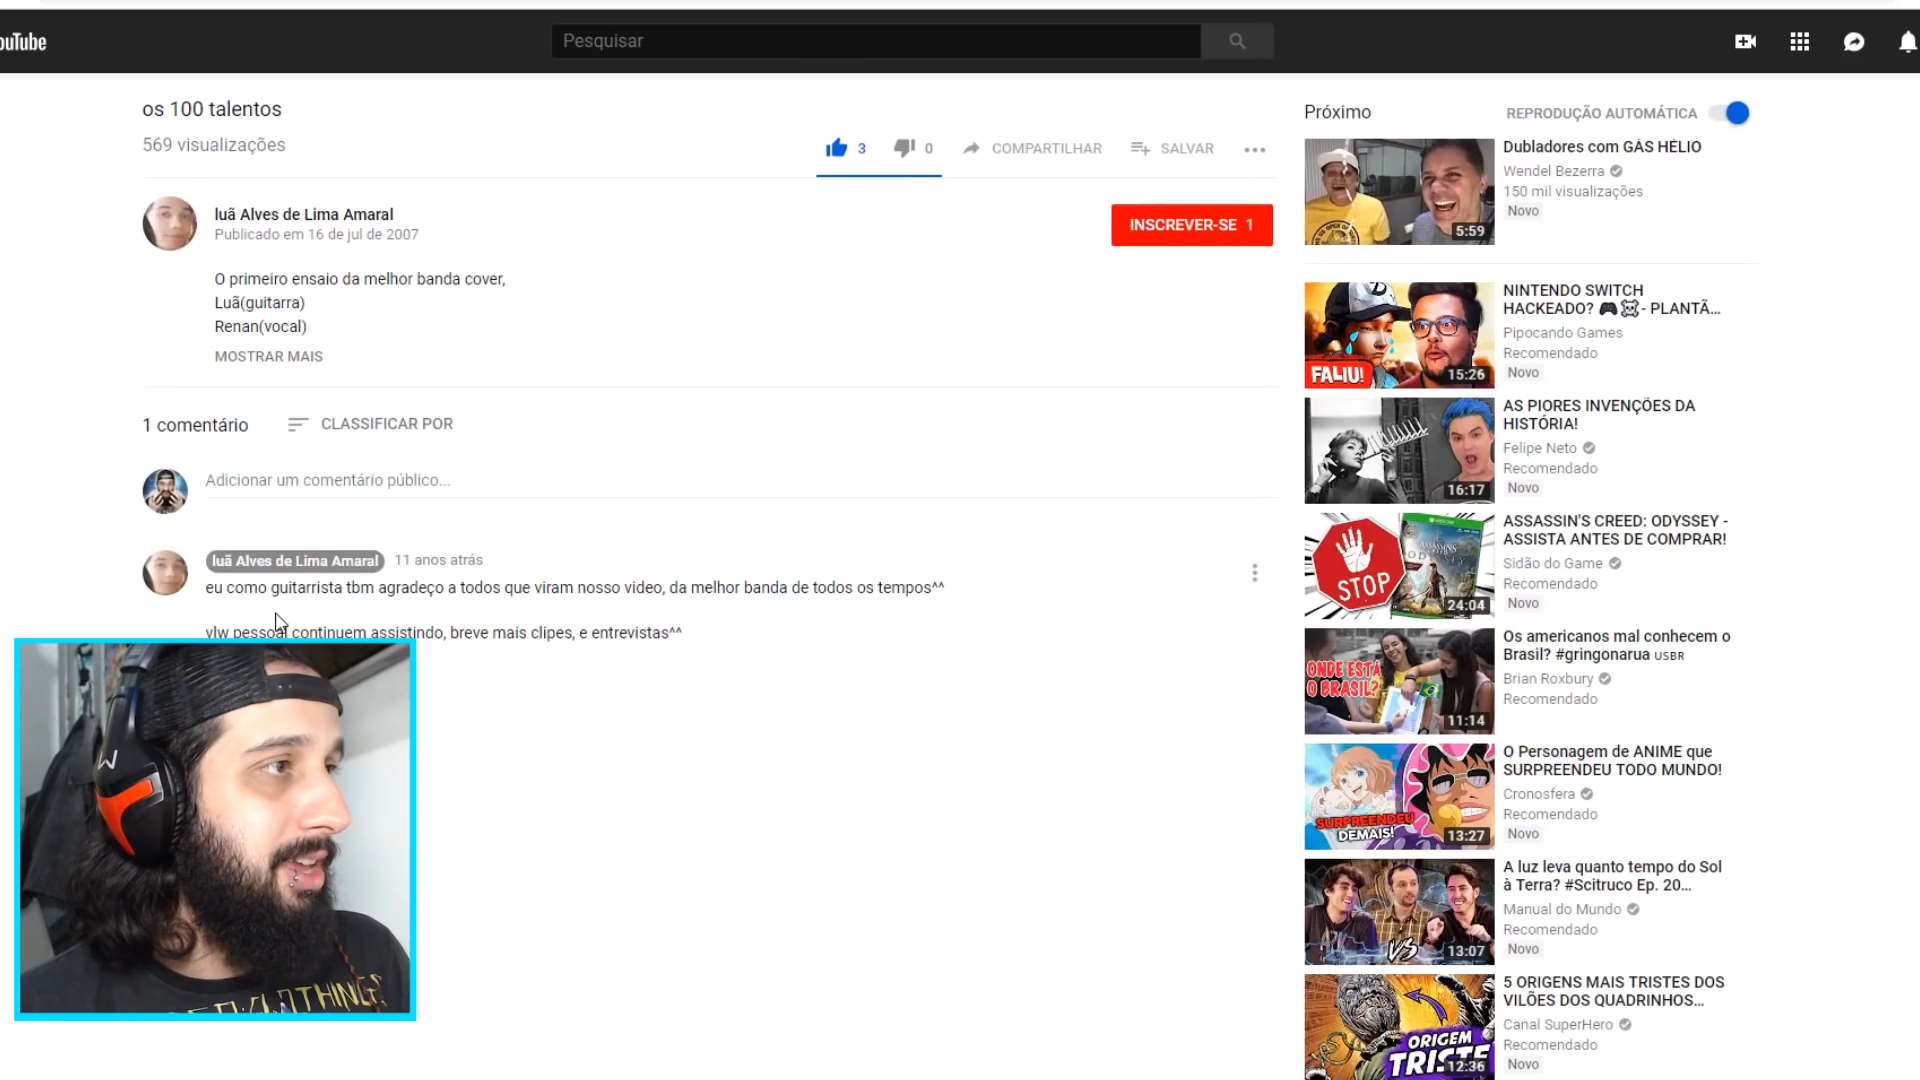 ouTube
Pesquisar
os 100 talentos
569 visualizações
3
0
COMPARTILHAR
SALVAR
luã Alves de Lima Amaral
Publicado em 16 de jul de 2007
INSCREVER-SE 1
O primeiro ensaio da melhor banda cover,
Luã(guitarra)
Renan(vocal)
MOSTRAR MAIS
1 comentário
CLASSIFICAR POR
Adicionar um comentário público...
luã Alves de Lima Amaral 11 anos atrás
eu como guitarrista tbm agradeço a todos que viram nosso video, da melhor banda de todos os tempos^^
vlw pessoal continuem assistindo, breve mais clipes, e entrevistas^^
Próximo
REPRODUÇÃO AUTOMÁTICA
5:59
Dubladores com GÁS HÉLIO
Wendel Bezerra
150 mil visualizações
Novo
FALIU!
15:26
NINTENDO SWITCH
HACKEADO? 🎮☠️- PLANTÃ...
Pipocando Games
Recomendado
Novo
16:17
AS PIORES INVENÇÕES DA
HISTÓRIA!
Felipe Neto
Recomendado
Novo
STOP
24:04
ASSASSIN'S CREED: ODYSSEY -
ASSISTA ANTES DE COMPRAR!
Sidão do Game
Recomendado
Novo
ONDE ESTÁ
O BRASIL?
11:14
Os americanos mal conhecem o
Brasil? #gringonarua USBR
Brian Roxbury
Recomendado
SURPREENDEU
DEMAIS!
13:27
O Personagem de ANIME que
SURPREENDEU TODO MUNDO!
Cronosfera
Recomendado
Novo
VS
13:07
A luz leva quanto tempo do Sol
à Terra? #Scitruco Ep. 20...
Manual do Mundo
Recomendado
Novo
ORIGEM
TRISTE
12:36
5 ORIGENS MAIS TRISTES DOS
VILÕES DOS QUADRINHOS...
Canal SuperHero
Recomendado
Novo